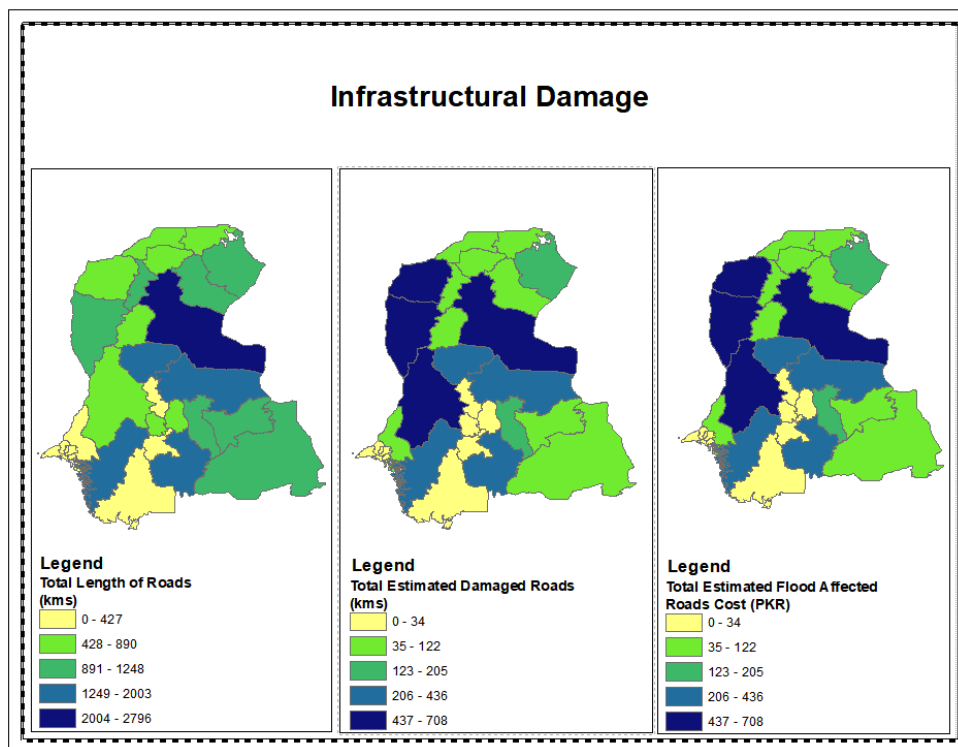 Infrastructural Damage
Legend
Total Length of Roads
(kms)
0 - 427
428 - 890
891 - 1248
1249 - 2003
2004 - 2796
Legend
Total Estimated Damaged Roads
(kms)
0 - 34
35 - 122
123 - 205
206 - 436
437 - 708
Legend
Total Estimated Flood Affected
Roads Cost (PKR)
0 - 34
35 - 122
123 - 205
206 - 436
437 - 708